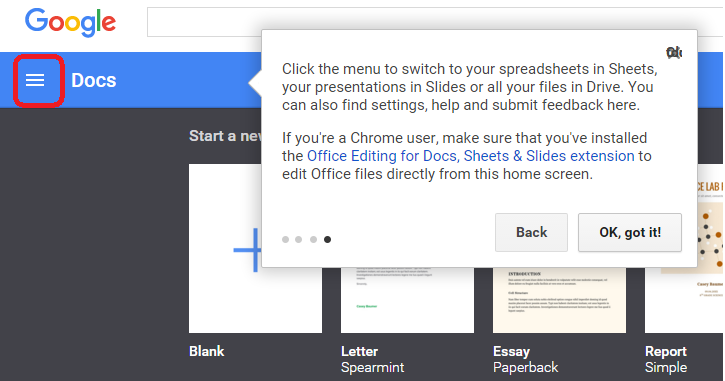 Google
Docs
Click the menu to switch to your spreadsheets in Sheets,
your presentations in Slides or all your files in Drive. You
can also find settings, help and submit feedback here.
If you're a Chrome user, make sure that you've installed
the Office Editing for Docs, Sheets & Slides extension to
edit Office files directly from this home screen.
Back
OK, got it!
Start a new
INTRODUCTION
CE LAB
Blank
Letter
Spearmint
Essay
Paperback
Report
Simple